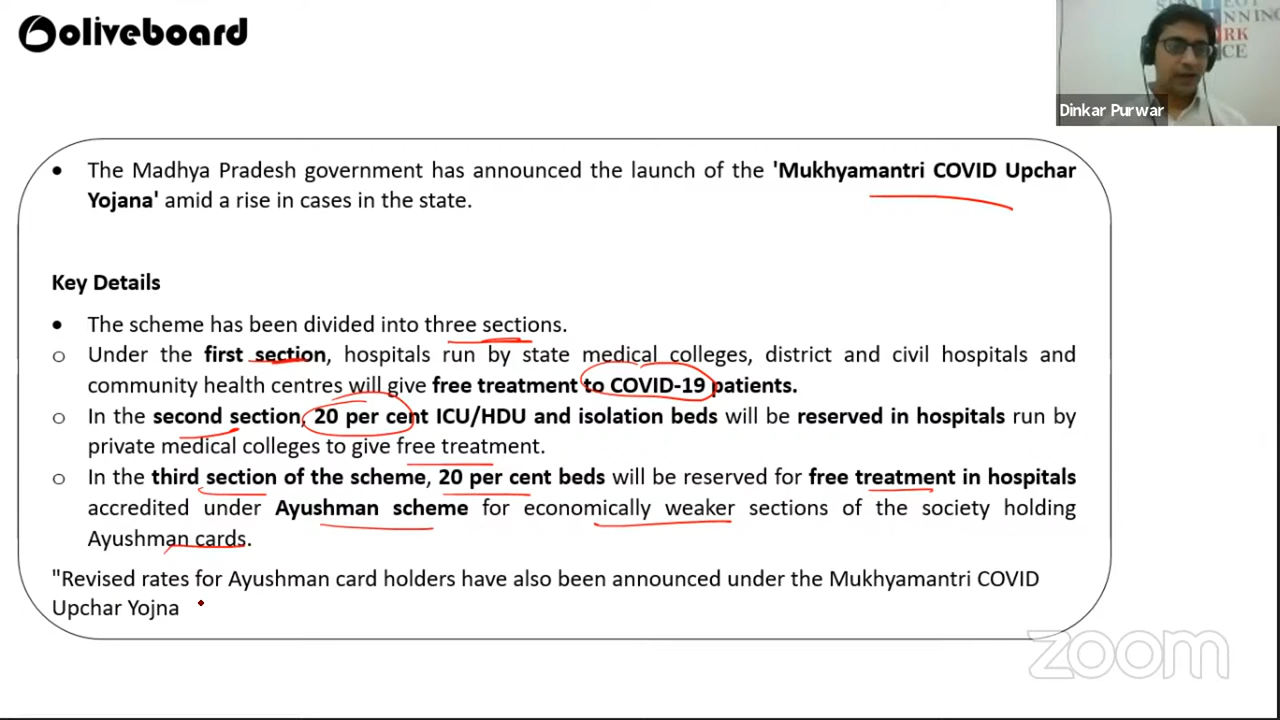 oliveboard
NNING
RK
CE
Dinkar Purwar
• The Madhya Pradesh government has announced the launch of the 'Mukhyamantri COVID Upchar
Yojana' amid a rise in cases in the state.
Key Details
• The scheme has been divided into three sections.
o Under the first section, hospitals run by state medical colleges, district and civil hospitals and
community health centres will give free treatment to COVID-19 patients.
o In the second section, 20 per cent ICU/HDU and isolation beds will be reserved in hospitals run by
private medical colleges to give free treatment.
o In the third section of the scheme, 20 per cent beds will be reserved for free treatment in hospitals
accredited under Ayushman scheme for economically weaker sections of the society holding
Ayushman cards.
"Revised rates for Ayushman card holders have also been announced under the Mukhyamantri COVID
Upchar Yojna
zoom